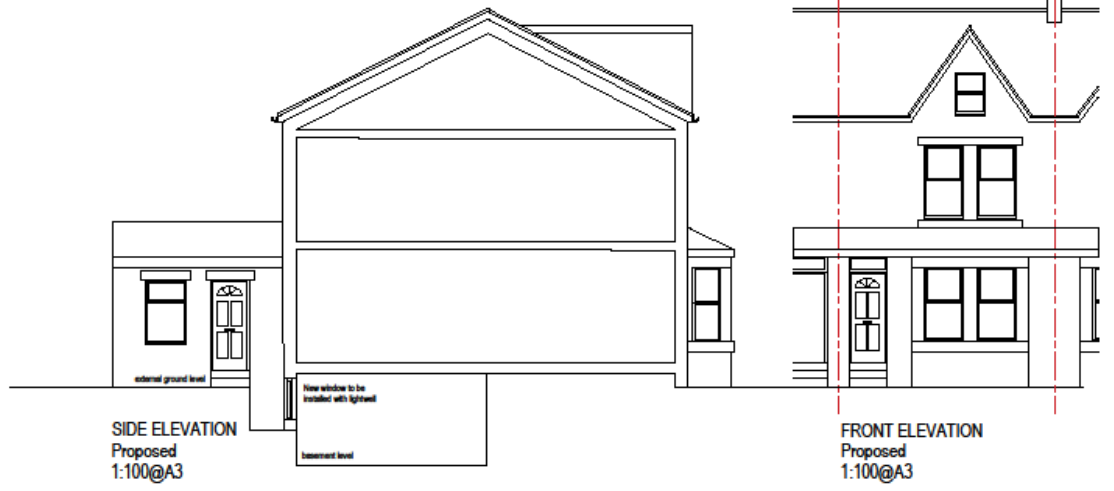 external ground level
New window to be
installed with lightwell
basement level
SIDE ELEVATION
Proposed
1:100@A3
FRONT ELEVATION
Proposed
1:100@A3